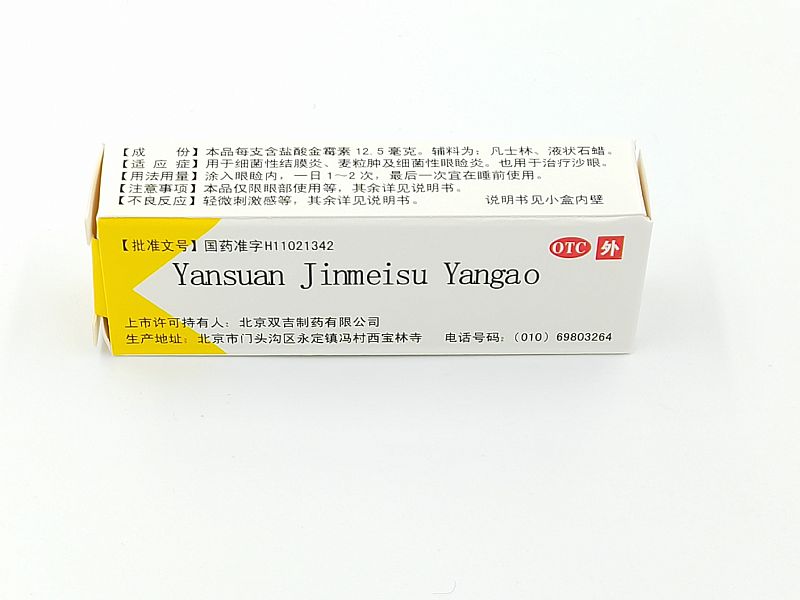 【成　份】本品每支含盐酸金霉素12.5毫克。辅料为：凡士林、液状石蜡。
【适 应 症】用于细菌性结膜炎、麦粒肿及细菌性眼睑炎。也用于治疗沙眼。
【用法用量】涂入眼睑内，一日1～2次，最后一次宜在睡前使用。
【注意事项】本品仅限眼部使用等，其余详见说明书。
【不良反应】轻微刺激感等，其余详见说明书。 说明书见小盒内壁
【批准文号】国药准字H11021342 OTC 外
Yansuan Jinmeisu Yangao
上市许可持有人：北京双吉制药有限公司
生产地址：北京市门头沟区永定镇冯村西宝林寺 电话号码：（010）69803264